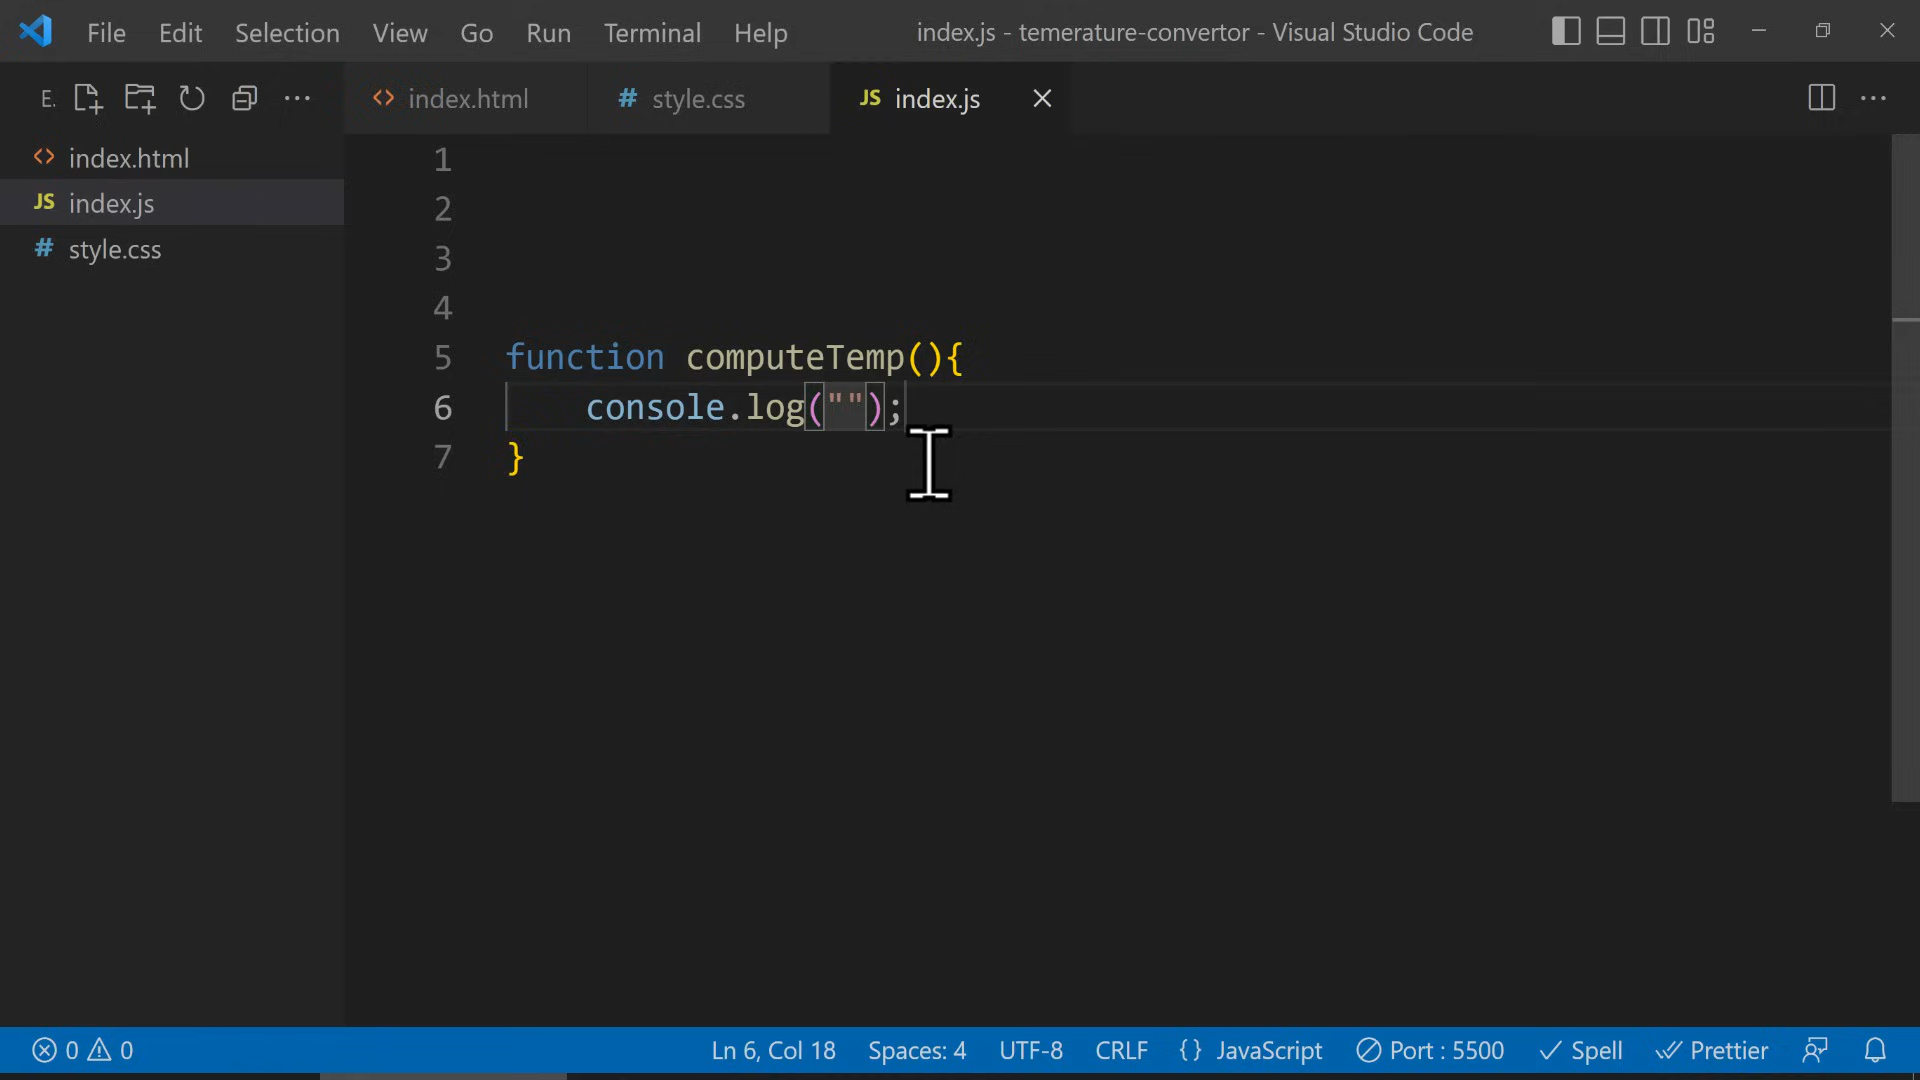 File Edit Selection View Go Run Terminal Help index.js - temerature-convertor - Visual Studio Code
E.
<> index.html # style.css JS index.js
<> index.html
JS index.js
# style.css
1
2
3
4
5 function computeTemp(){
6 console.log("");
7 }
0 0 Ln 6, Col 18 Spaces: 4 UTF-8 CRLF {} JavaScript Port : 5500 Spell Prettier